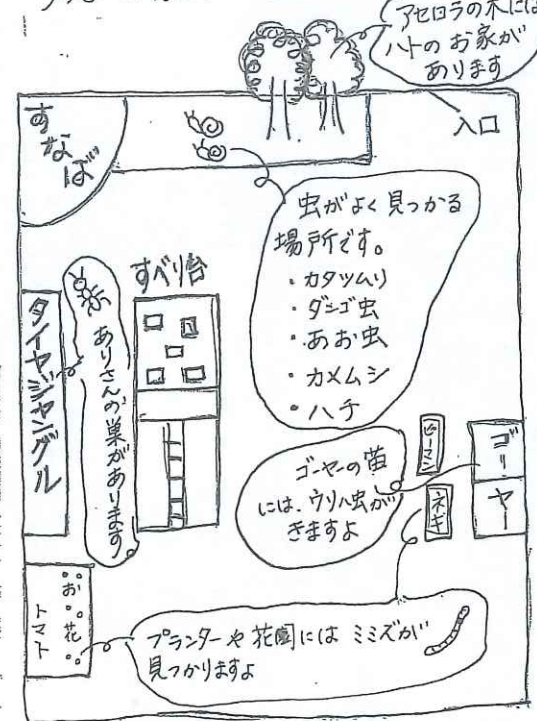 アセロラの木には
ハトのお家が
あります
入口
すなば
虫がよく見つかる
場所です。
・カタツムリ
・ダンゴ虫
・あお虫
・カメムシ
・ハチ
すべり台
タイヤジャングル
ありさんの巣があります
ピーマン
ゴーヤー
ネギ
ゴーヤーの苗
には、ウリハ虫が
きますよ
お花
トマト
プランターや花園には ミミズが
見つかりますよ